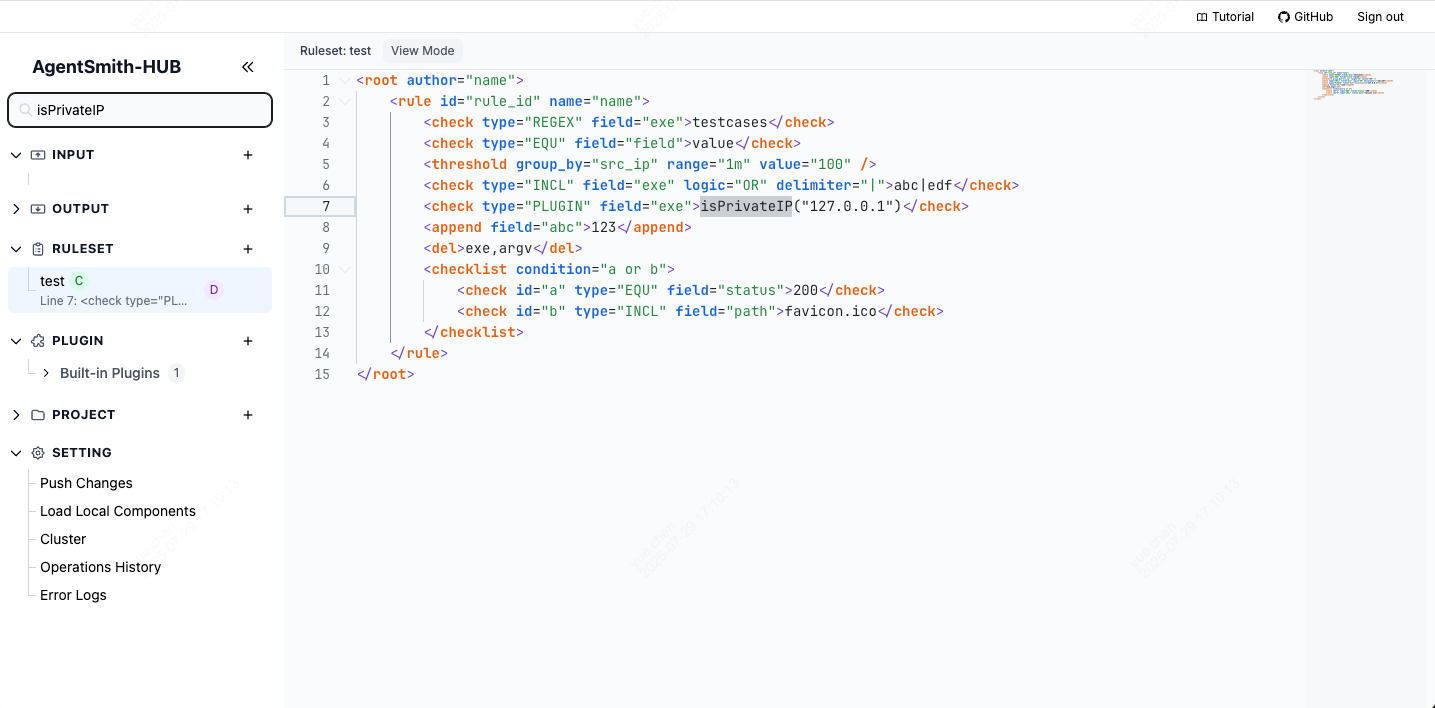 Tutorial GitHub Sign out
AgentSmith-HUB
isPrivateIP
INPUT
OUTPUT
RULESET
test C
Line 7: <check type="PL... D
PLUGIN
Built-in Plugins 1
PROJECT
SETTING
Push Changes
Load Local Components
Cluster
Operations History
Error Logs
Ruleset: test View Mode
1 <root author="name">
2 <rule id="rule_id" name="name">
3 <check type="REGEX" field="exe">testcases</check>
4 <check type="EQU" field="field">value</check>
5 <threshold group_by="src_ip" range="1m" value="100" />
6 <check type="INCL" field="exe" logic="OR" delimiter="|">abc|edf</check>
7 <check type="PLUGIN" field="exe">isPrivateIP("127.0.0.1")</check>
8 <append field="abc">123</append>
9 <del>exe,argv</del>
10 <checklist condition="a or b">
11 <check id="a" type="EQU" field="status">200</check>
12 <check id="b" type="INCL" field="path">favicon.ico</check>
13 </checklist>
14 </rule>
15 </root>